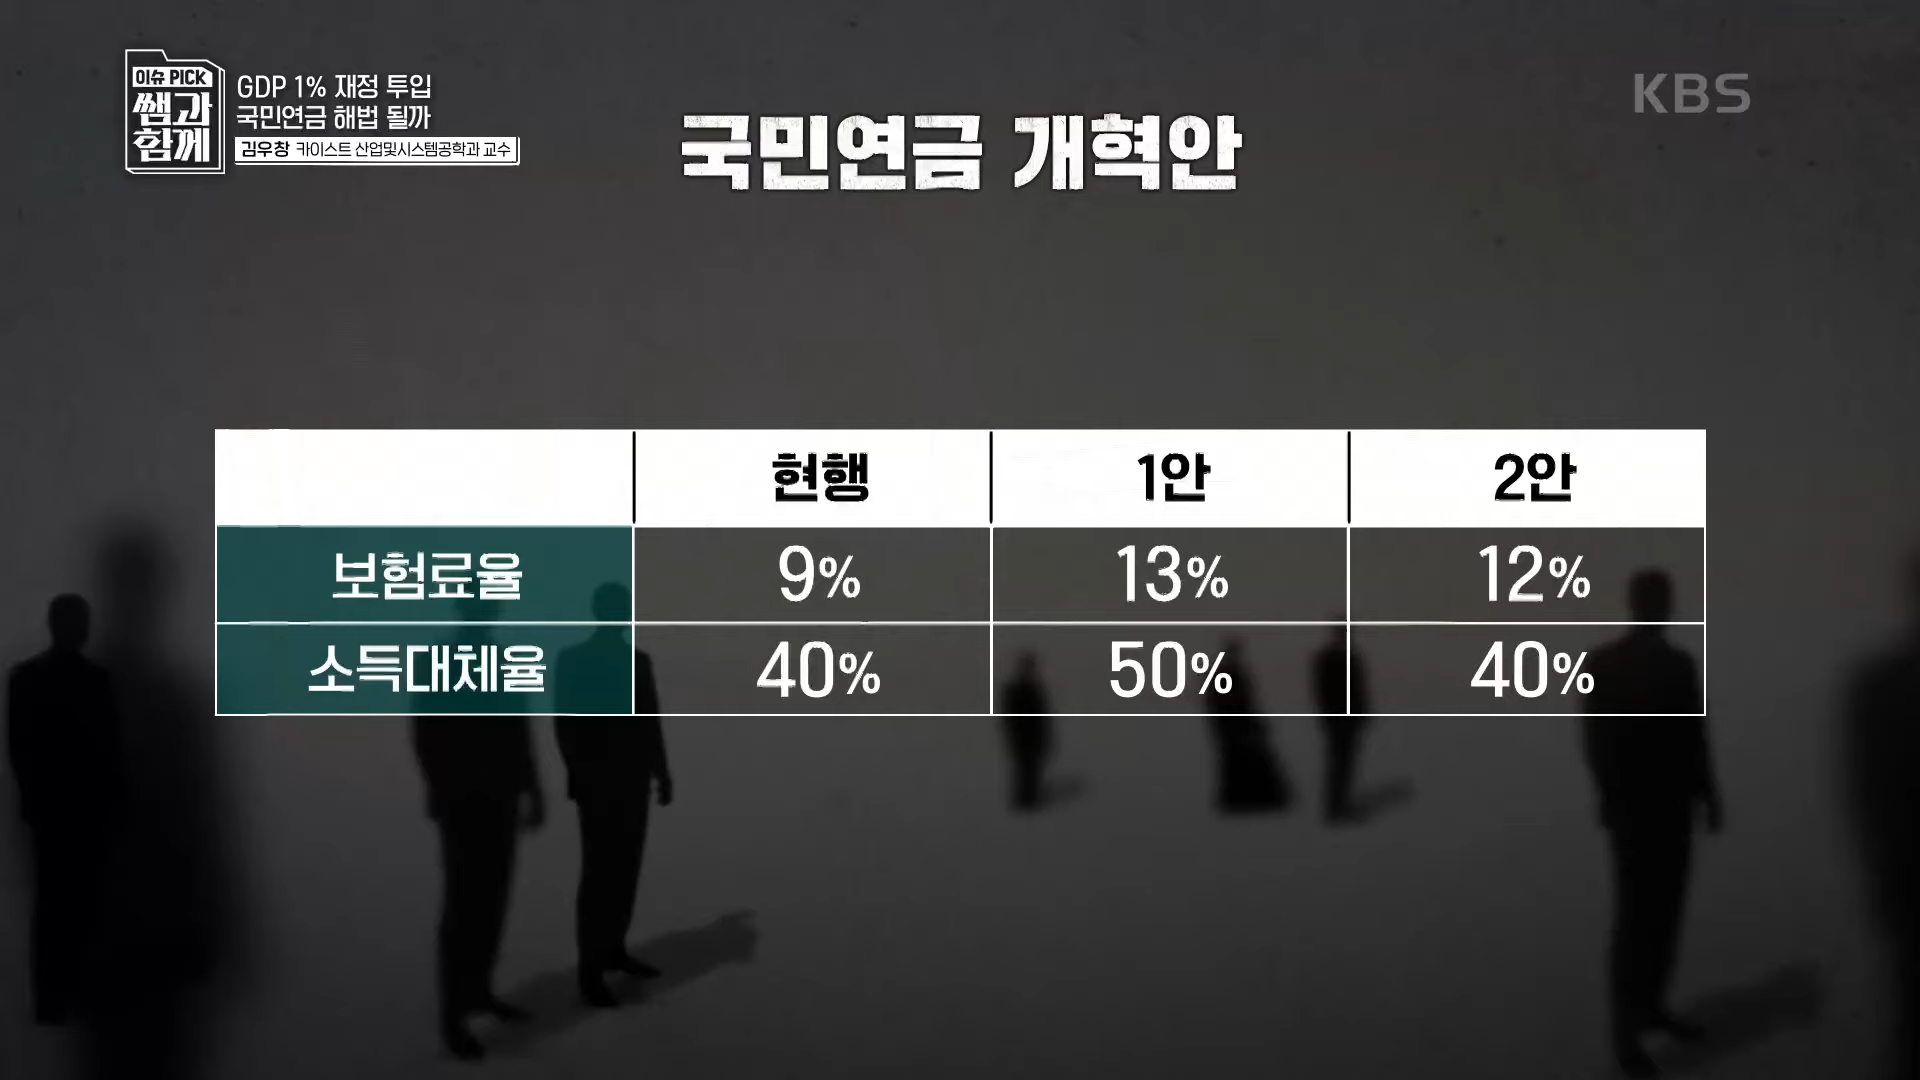 이슈 PICK
쌤과
함께
GDP 1% 재정 투입
국민연금 해법 될까
김우창 카이스트 산업및시스템공학과 교수
KBS
국민연금 개혁안
현행 1안 2안
보험료율 9% 13% 12%
소득대체율 40% 50% 40%